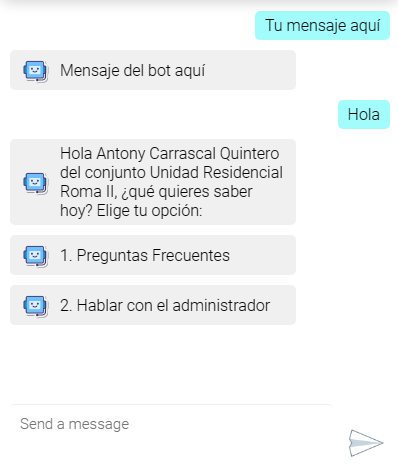 Tu mensaje aquí
Mensaje del bot aquí
Hola
Hola Antony Carrascal Quintero
del conjunto Unidad Residencial
Roma II, ¿qué quieres saber
hoy? Elige tu opción:
1. Preguntas Frecuentes
2. Hablar con el administrador
Send a message